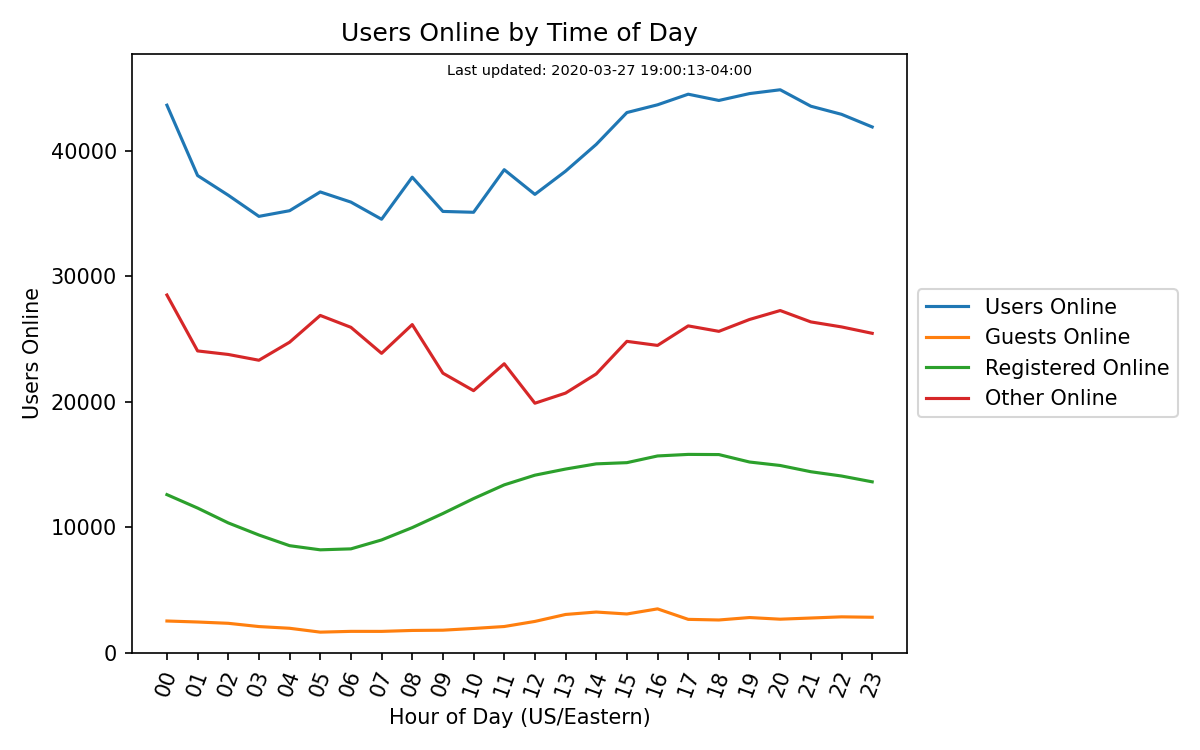 Users Online by Time of Day
Last updated: 2020-03-27 19:00:13-04:00
Users Online
40000
30000
20000
10000
0
00 01 02 03 04 05 06 07 08 09 10 11 12 13 14 15 16 17 18 19 20 21 22 23
Hour of Day (US/Eastern)
Users Online
Guests Online
Registered Online
Other Online